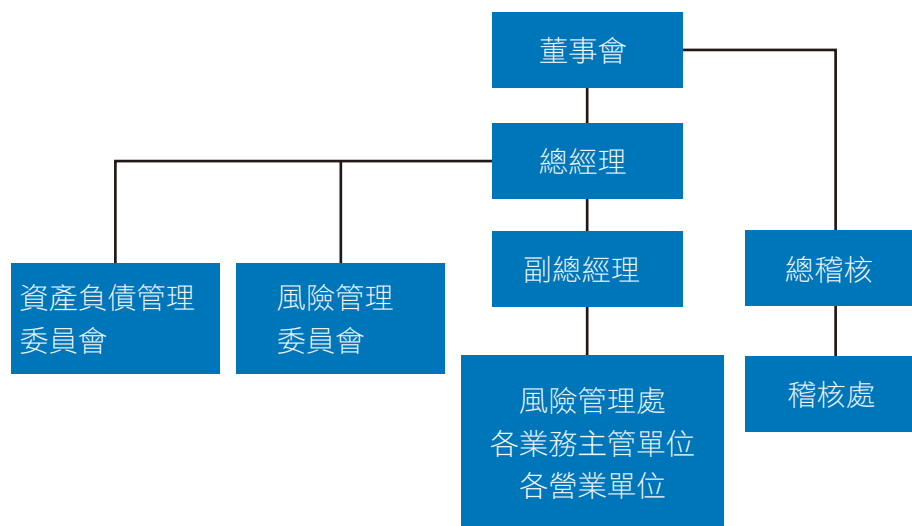 董事會
總經理
副總經理
總稽核
資產負債管理
委員會
風險管理
委員會
風險管理處
各業務主管單位
各營業單位
稽核處